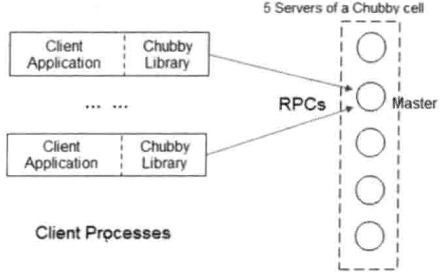 5 Servers of a Chubby cell
Client Application
Chubby Library
... ...
RPCs
Master
Client Application
Chubby Library
Client Processes